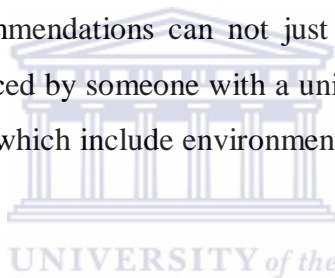 mmendations can not just
ced by someone with a uni
which include environmen
UNIVERSITY of the